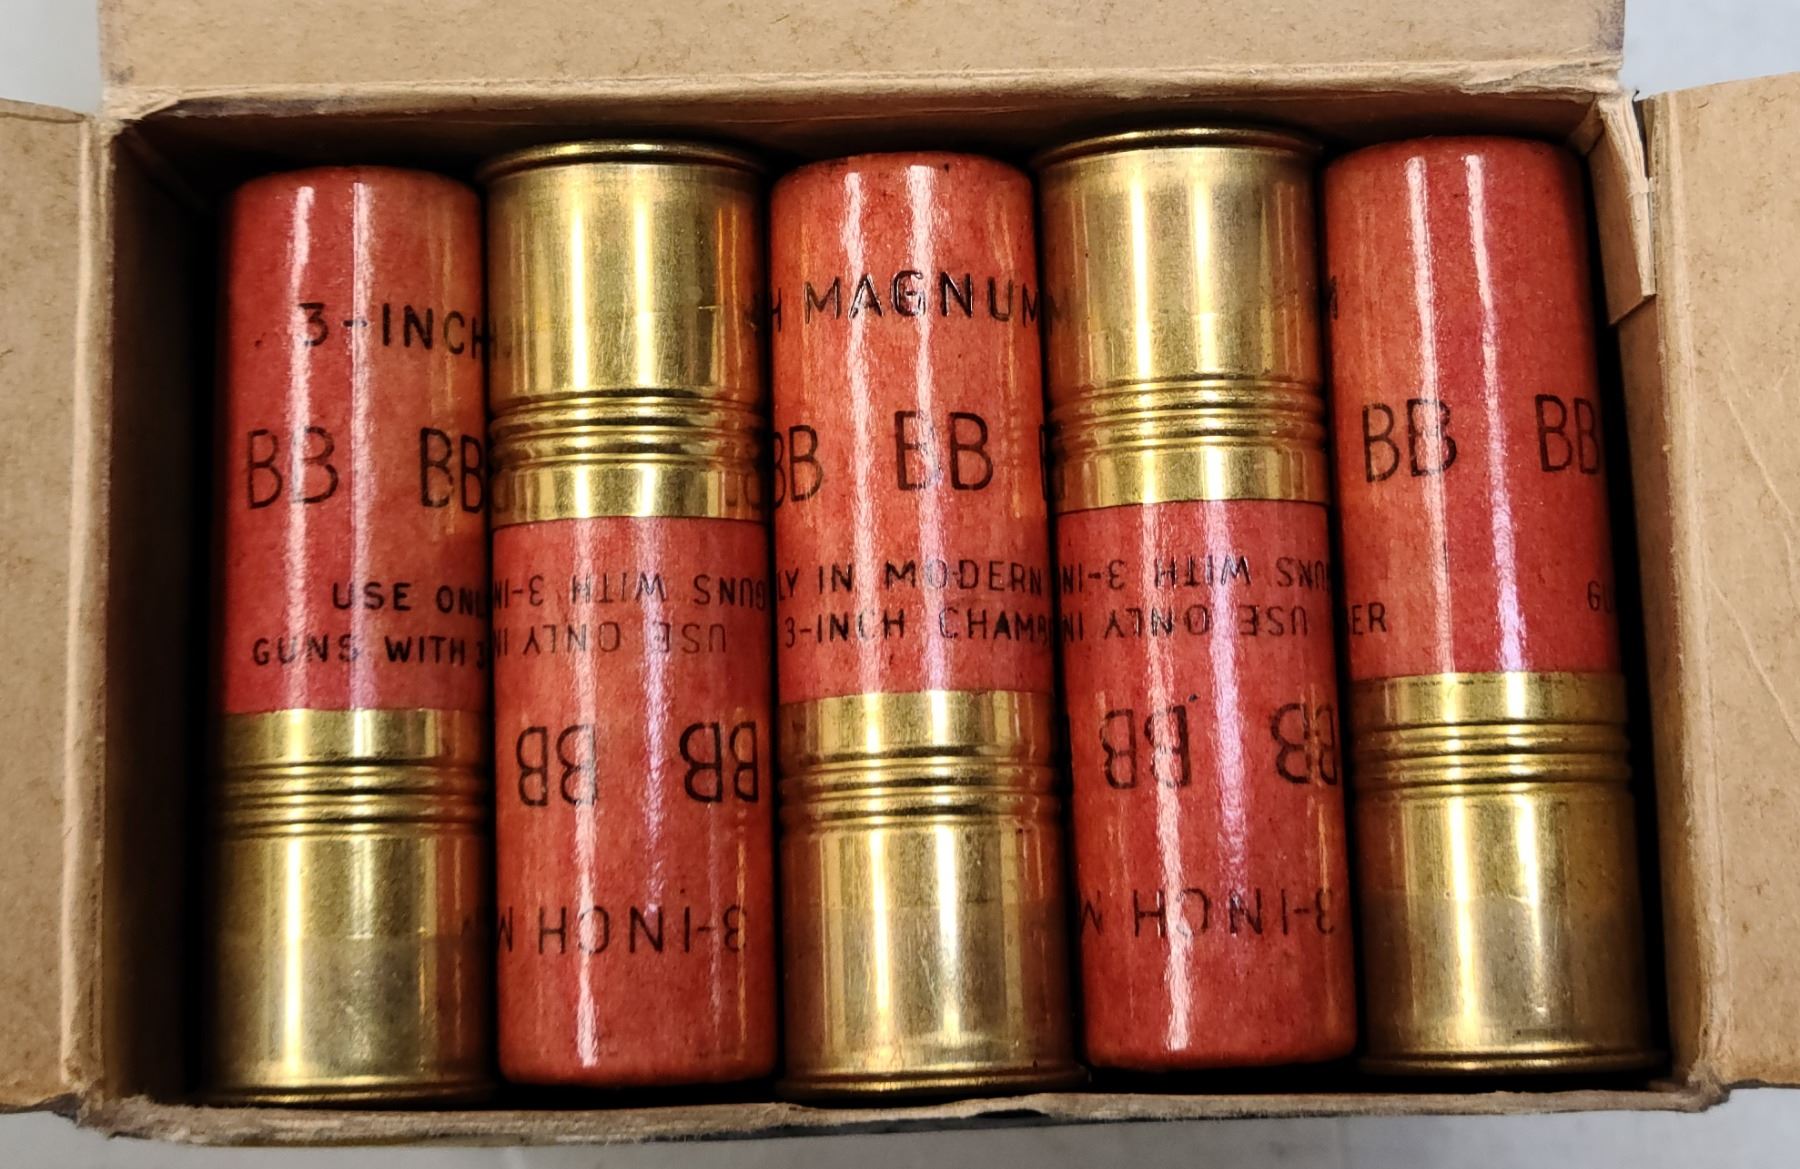 3-INCH
BB BB
USE ONL
GUNS WITH 3
GUNS WITH 3-IN
USE ONLY IN
BB BB
3-INCH M
H MAGNUM
BB BB
LY IN MODERN
3-INCH CHAMB
GUNS WITH 3-IN
USE ONLY IN
BB BB
3-INCH M
M
BB BB
GU
ER